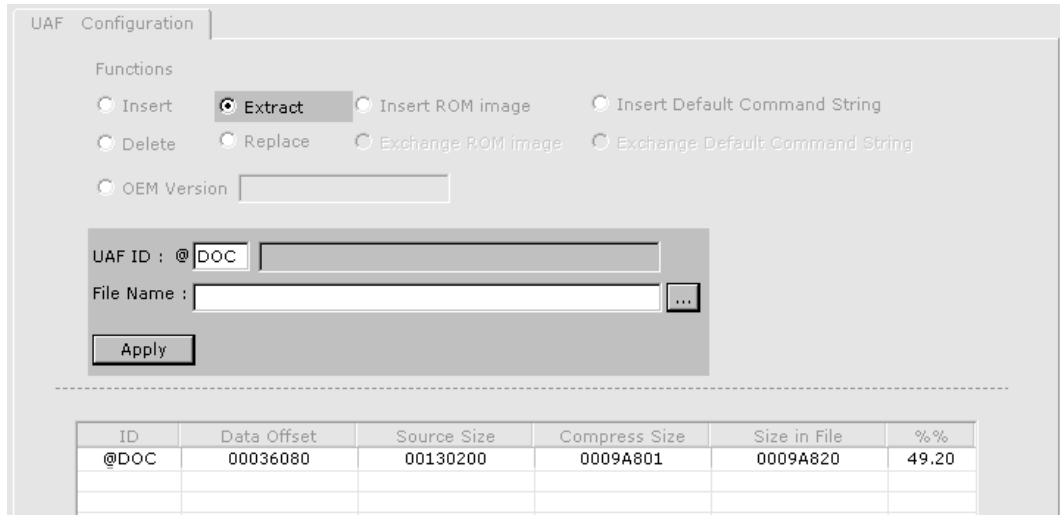 UAF Configuration
Functions
Insert Extract Insert ROM image Insert Default Command String
Delete Replace Exchange ROM image Exchange Default Command String
OEM Version
UAF ID : @ DOC
File Name :
...
Apply
ID Data Offset Source Size Compress Size Size in File %%
@DOC 00036080 00130200 0009A801 0009A820 49.20